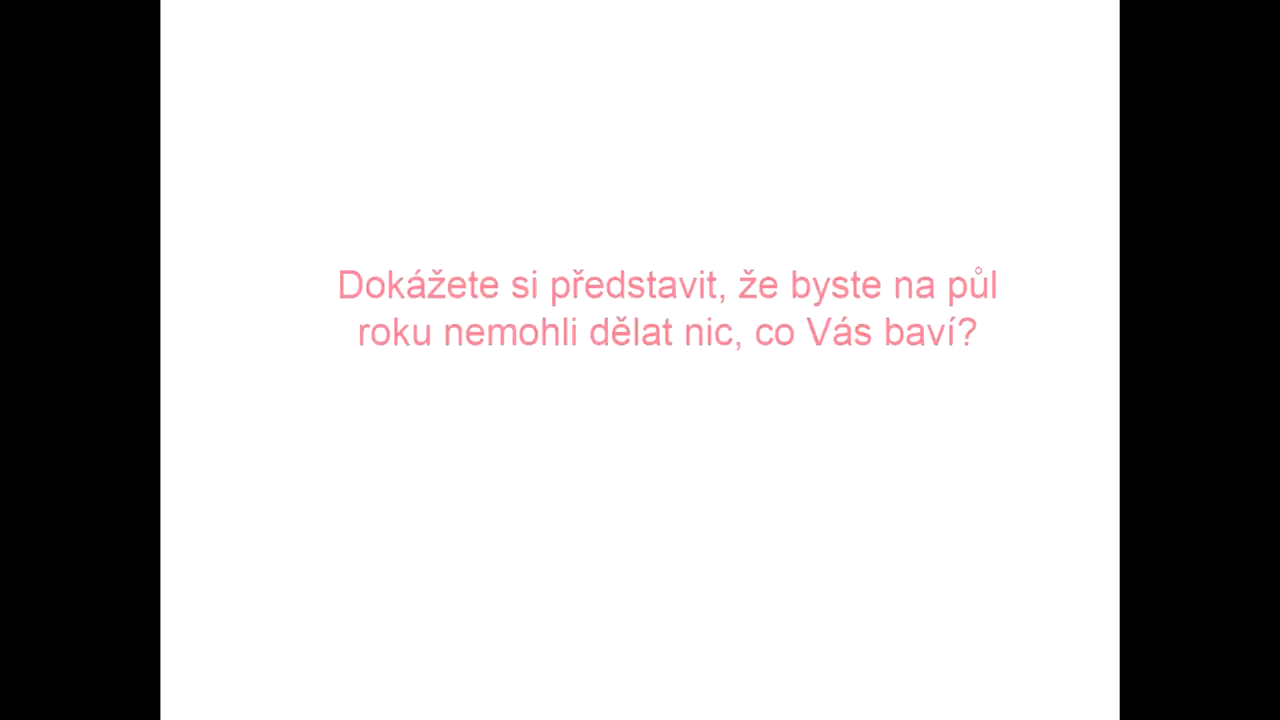 Dokážete si představit, že byste na půl
roku nemohli dělat nic, co Vás baví?